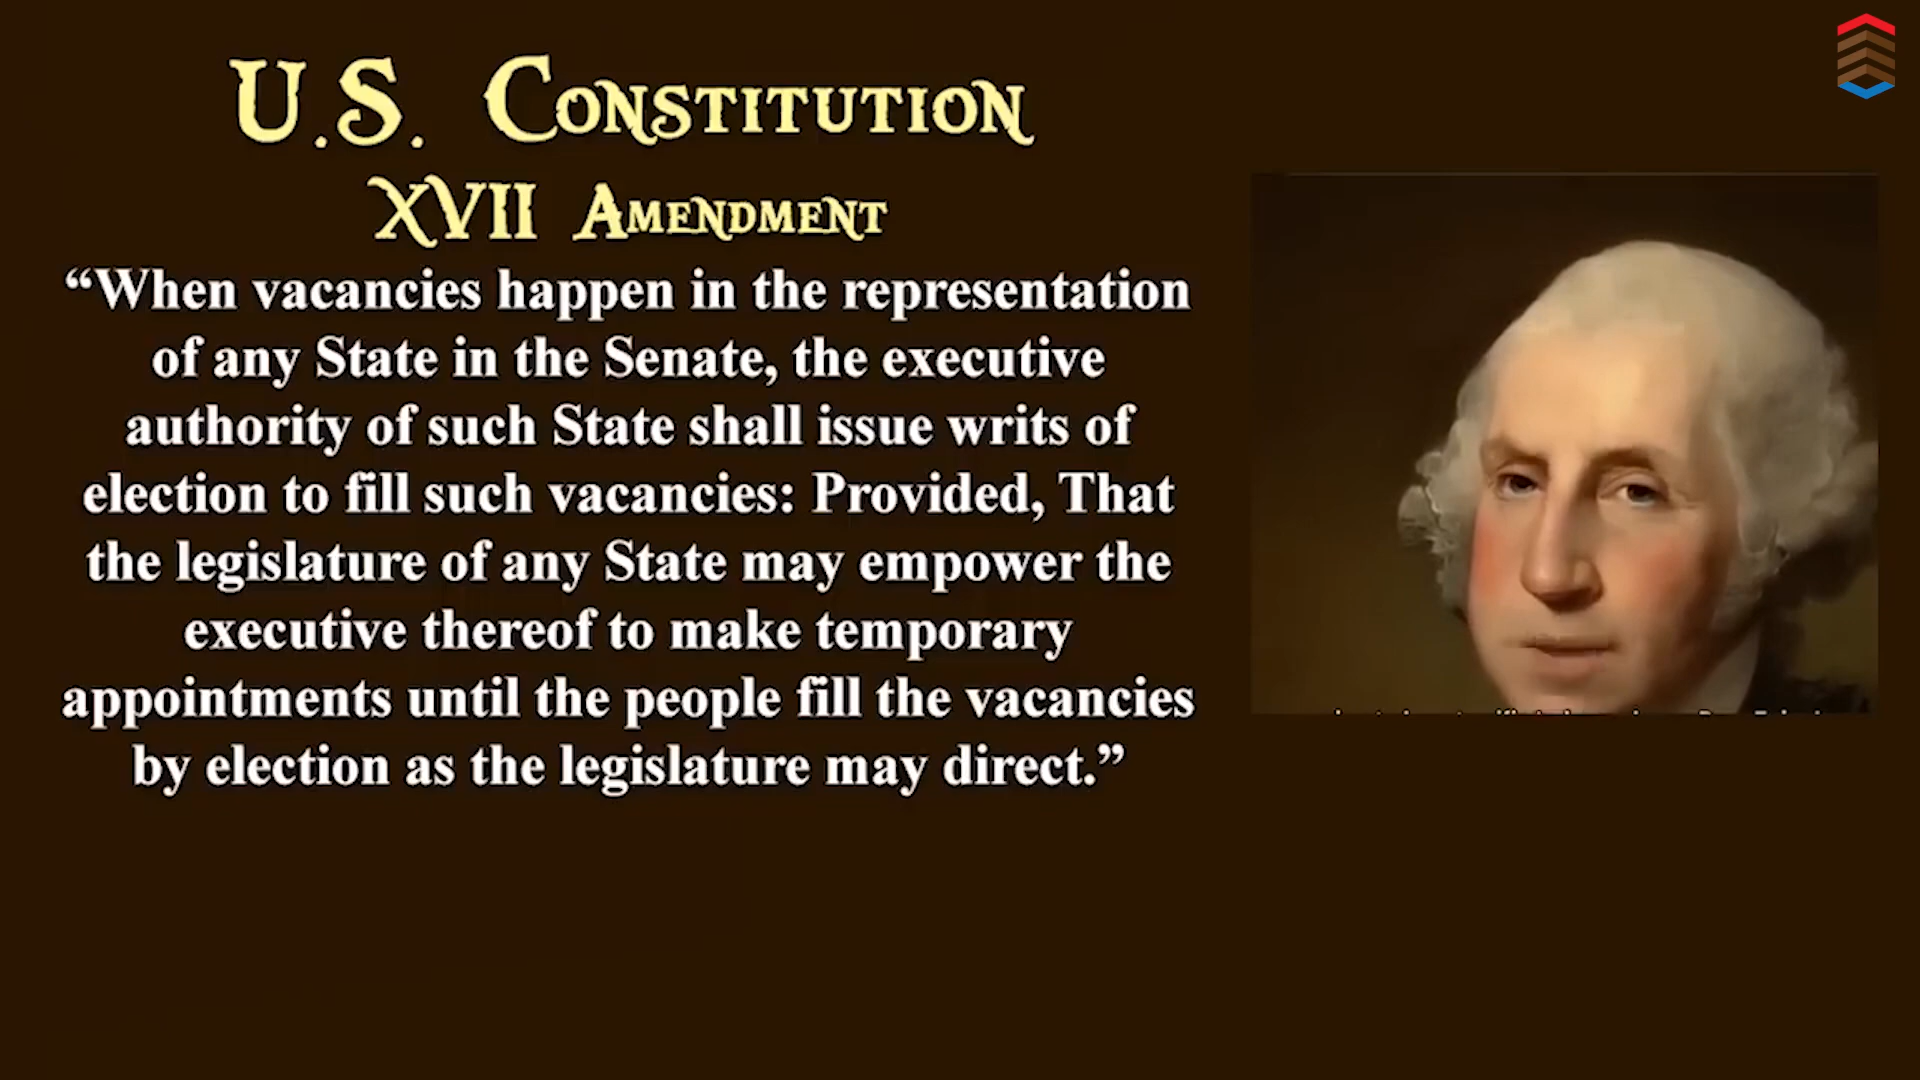 U.S. Constitution
XVII Amendment
“When vacancies happen in the representation
of any State in the Senate, the executive
authority of such State shall issue writs of
election to fill such vacancies: Provided, That
the legislature of any State may empower the
executive thereof to make temporary
appointments until the people fill the vacancies
by election as the legislature may direct.”